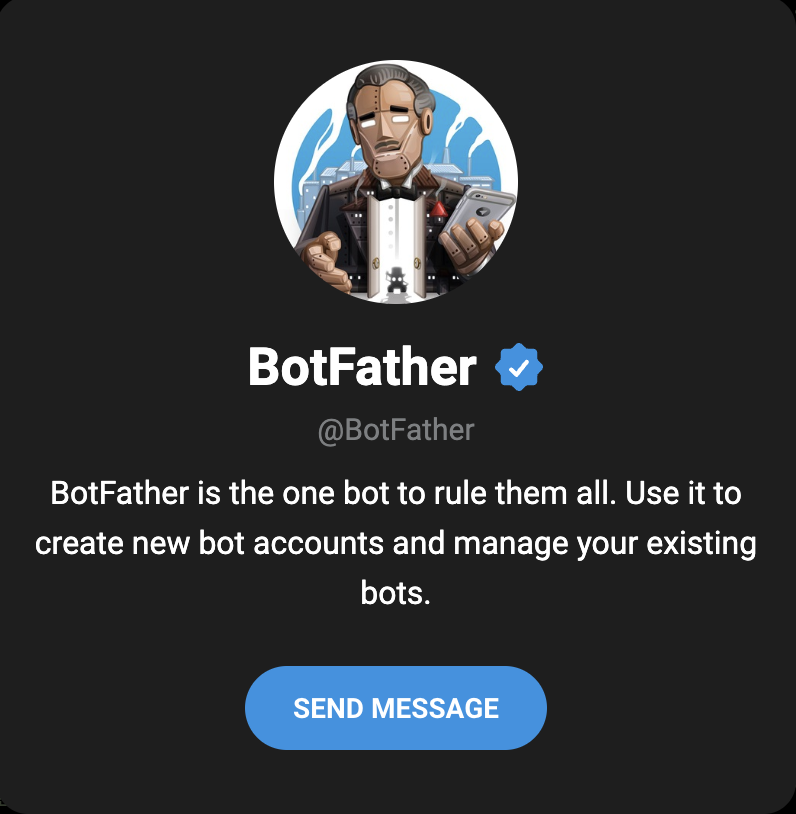 BotFather
@BotFather
BotFather is the one bot to rule them all. Use it to
create new bot accounts and manage your existing
bots.
SEND MESSAGE